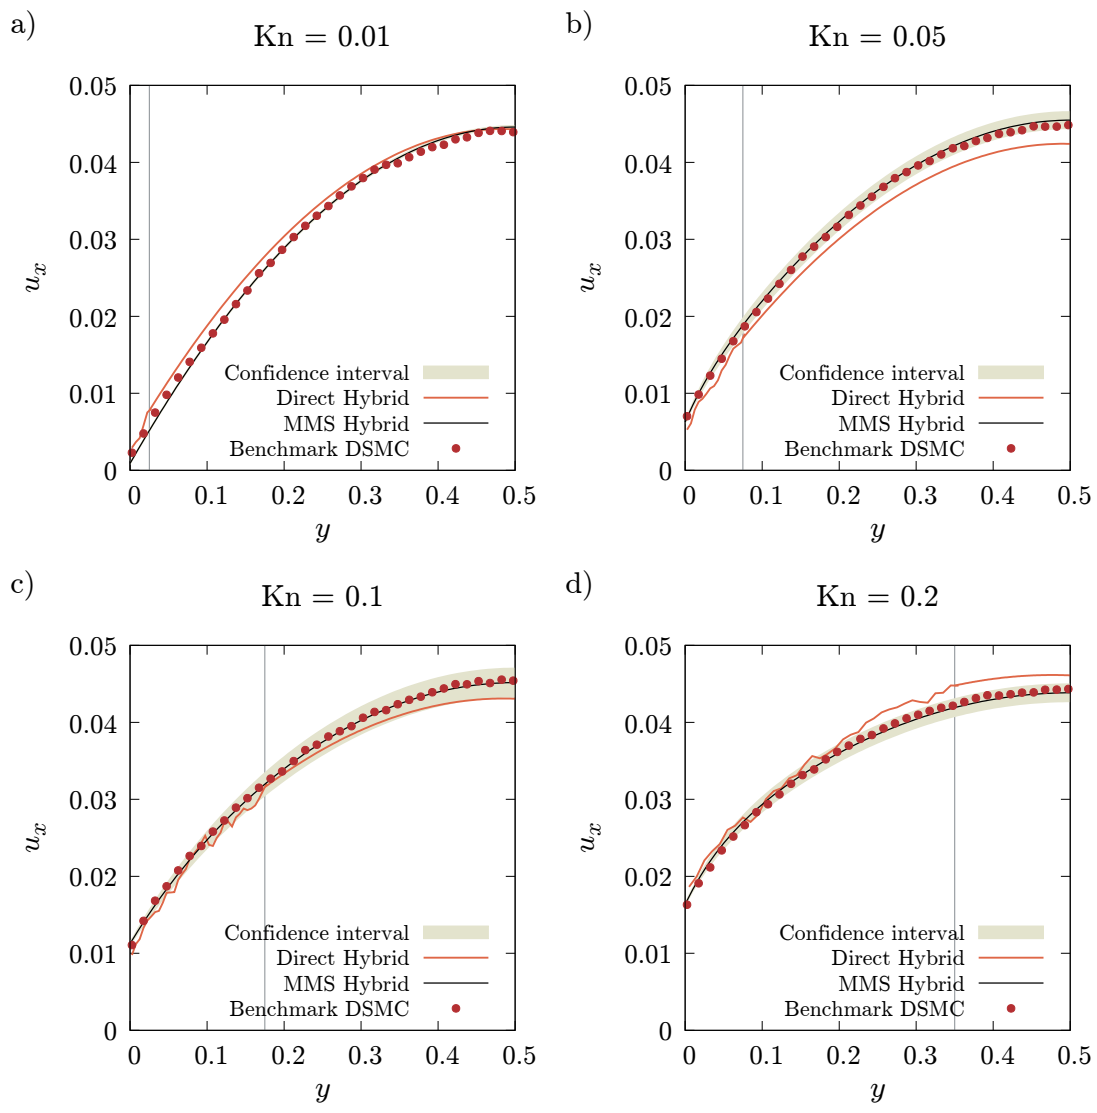 a)
Kn = 0.01
0.05
0.04
0.03
0.02
0.01
0
u_x
Confidence interval
Direct Hybrid
MMS Hybrid
Benchmark DSMC
0 0.1 0.2 0.3 0.4 0.5
y
b)
Kn = 0.05
0.05
0.04
0.03
0.02
0.01
0
u_x
Confidence interval
Direct Hybrid
MMS Hybrid
Benchmark DSMC
0 0.1 0.2 0.3 0.4 0.5
y
c)
Kn = 0.1
0.05
0.04
0.03
0.02
0.01
0
u_x
Confidence interval
Direct Hybrid
MMS Hybrid
Benchmark DSMC
0 0.1 0.2 0.3 0.4 0.5
y
d)
Kn = 0.2
0.05
0.04
0.03
0.02
0.01
0
u_x
Confidence interval
Direct Hybrid
MMS Hybrid
Benchmark DSMC
0 0.1 0.2 0.3 0.4 0.5
y